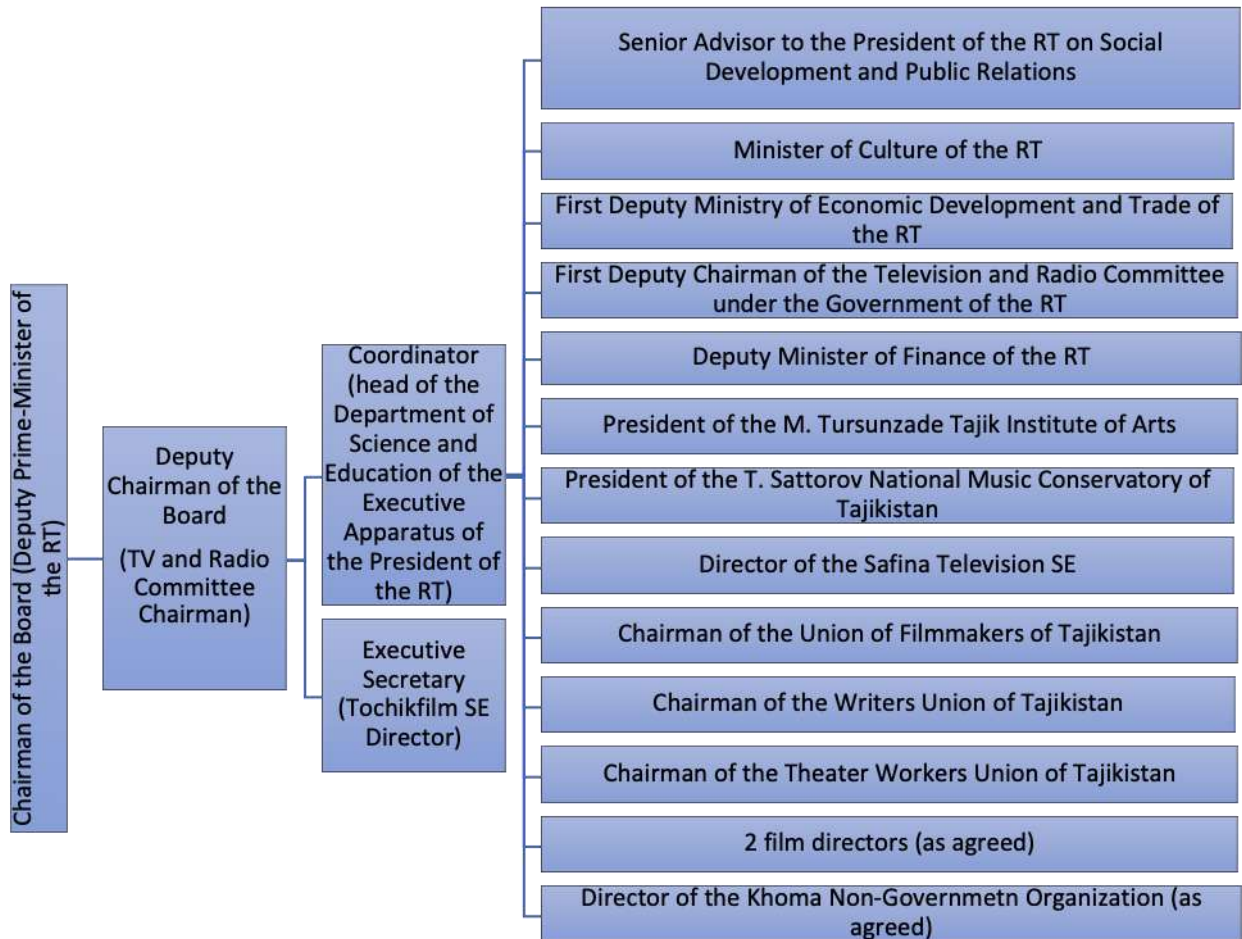 Chairman of the Board (Deputy Prime-Minister of
the RT)
Deputy
Chairman of the
Board
(TV and Radio
Committee
Chairman)
Coordinator
(head of the
Department of
Science and
Education of the
Executive
Apparatus of
the President of
the RT)
Executive
Secretary
(Tochikfilm SE
Director)
Senior Advisor to the President of the RT on Social
Development and Public Relations
Minister of Culture of the RT
First Deputy Ministry of Economic Development and Trade of
the RT
First Deputy Chairman of the Television and Radio Committee
under the Government of the RT
Deputy Minister of Finance of the RT
President of the M. Tursunzade Tajik Institute of Arts
President of the T. Sattorov National Music Conservatory of
Tajikistan
Director of the Safina Television SE
Chairman of the Union of Filmmakers of Tajikistan
Chairman of the Writers Union of Tajikistan
Chairman of the Theater Workers Union of Tajikistan
2 film directors (as agreed)
Director of the Khoma Non-Governmetn Organization (as
agreed)